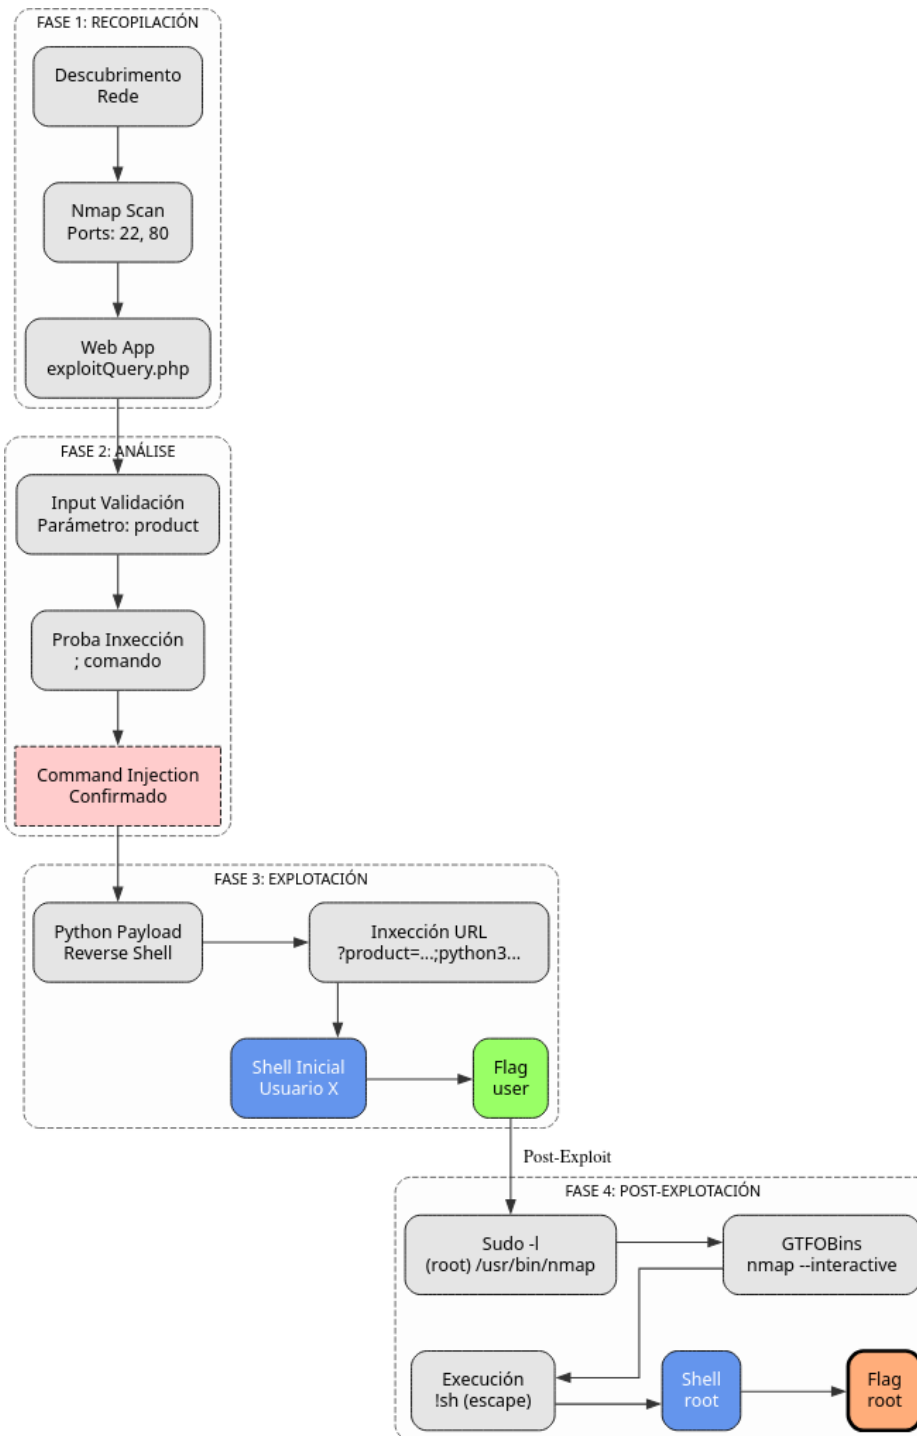 FASE 1: RECOPILACIÓN
Descubrimento
Rede
Nmap Scan
Ports: 22, 80
Web App
exploitQuery.php
FASE 2: ANÁLISE
Input Validación
Parámetro: product
Proba Inxección
; comando
Command Injection
Confirmado
FASE 3: EXPLOTACIÓN
Python Payload
Reverse Shell
Inxección URL
?product=...;python3...
Shell Inicial
Usuario X
Flag
user
Post-Exploit
FASE 4: POST-EXPLOTACIÓN
Sudo -l
(root) /usr/bin/nmap
GTFOBins
nmap --interactive
Execución
!sh (escape)
Shell
root
Flag
root